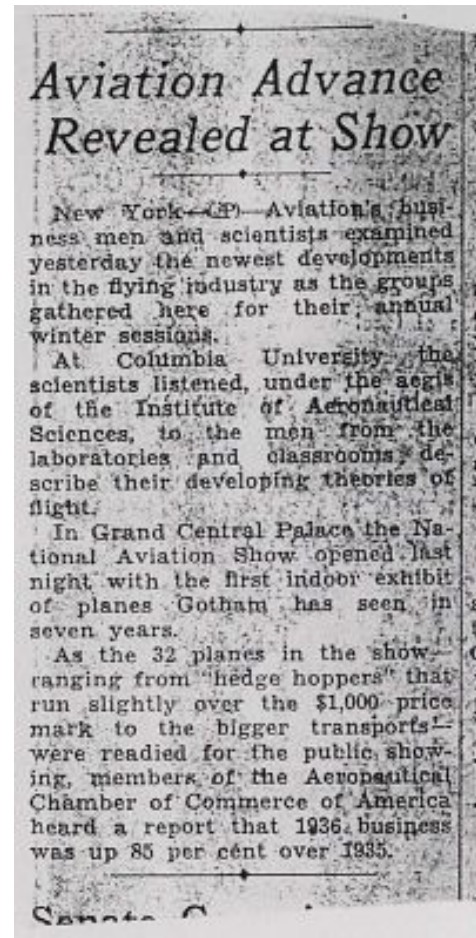 Aviation Advance
Revealed at Show
New York—(AP)—Aviation's busi-
ness men and scientists examined
yesterday the newest developments
in the flying industry as the groups
gathered here for their annual
winter sessions.
At Columbia University the
scientists listened, under the aegis
of the Institute of Aeronautical
Sciences, to the men from the
laboratories and classrooms de-
scribe their developing theories of
flight.
In Grand Central Palace the Na-
tional Aviation Show opened last
night with the first indoor exhibit
of planes Gotham has seen in
seven years.
As the 32 planes in the show—
ranging from "hedge hoppers" that
run slightly over the $1,000 price
mark to the bigger transports—
were readied for the public show-
ing, members of the Aeronautical
Chamber of Commerce of America
heard a report that 1936 business
was up 85 per cent over 1935.
Senate